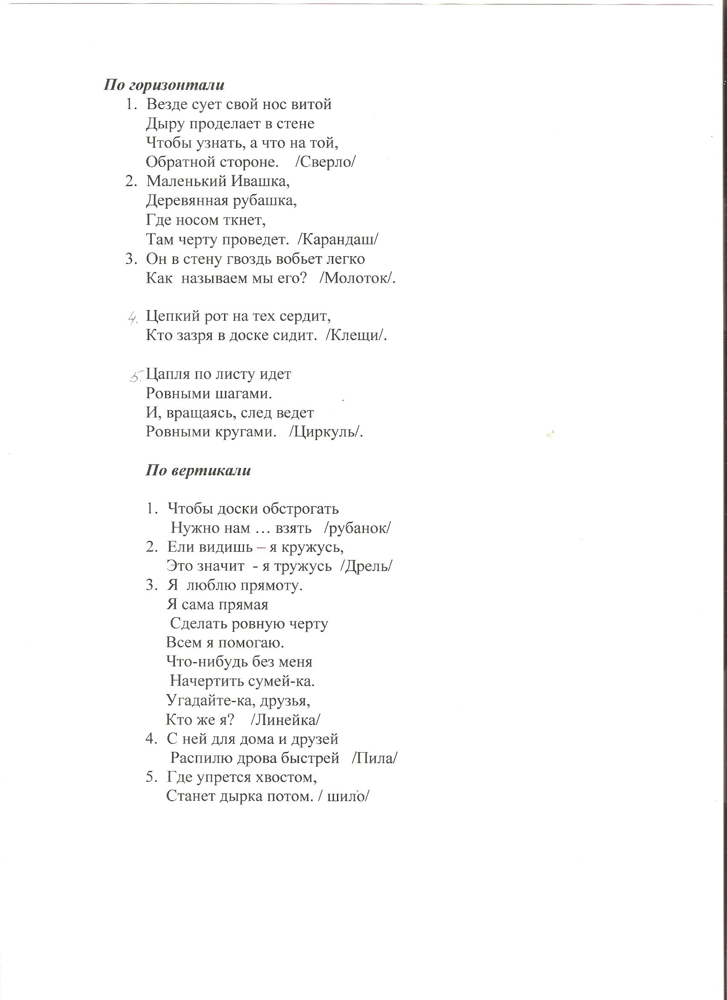 По горизонтали
1. Везде сует свой нос витой
Дыру проделает в стене
Чтобы узнать, а что на той,
Обратной стороне. /Сверло/
2. Маленький Ивашка,
Деревянная рубашка,
Где носом ткнет,
Там черту проведет. /Карандаш/
3. Он в стену гвоздь вобьет легко
Как называем мы его? /Молоток/.
4. Цепкий рот на тех сердит,
Кто зазря в доске сидит. /Клещи/.
5. Цапля по листу идет
Ровными шагами.
И, вращаясь, след ведет
Ровными кругами. /Циркуль/.
По вертикали
1. Чтобы доски обстрогать
Нужно нам … взять /рубанок/
2. Ели видишь – я кружусь,
Это значит - я тружусь /Дрель/
3. Я люблю прямоту.
Я сама прямая
Сделать ровную черту
Всем я помогаю.
Что-нибудь без меня
Начертить сумей-ка.
Угадайте-ка, друзья,
Кто же я? /Линейка/
4. С ней для дома и друзей
Распилю дрова быстрей /Пила/
5. Где упрется хвостом,
Станет дырка потом. / шило/